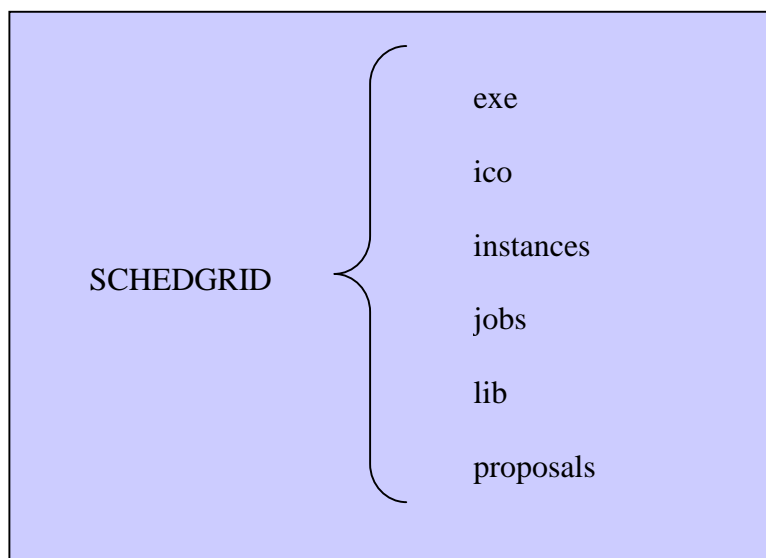 SCHEDGRID
exe
ico
instances
jobs
lib
proposals